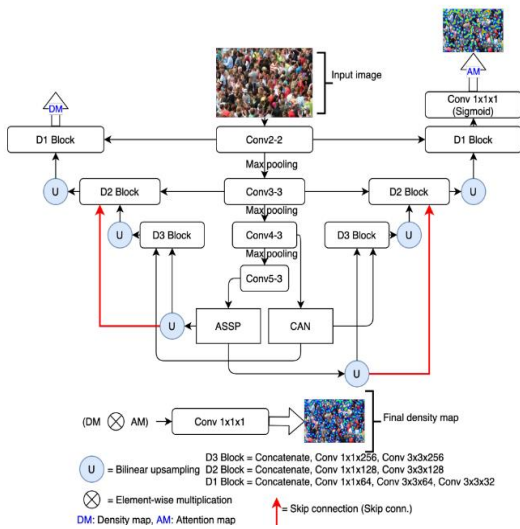 Input image
DM
AM
Conv 1x1x1
(Sigmoid)
D1 Block
Conv2-2
D1 Block
Max pooling
U
D2 Block
Conv3-3
D2 Block
U
Max pooling
U
D3 Block
Conv4-3
D3 Block
U
Max pooling
Conv5-3
U
ASSP
CAN
U
(DM ⊗ AM)
Conv 1x1x1
Final density map
D3 Block = Concatenate, Conv 1x1x256, Conv 3x3x256
U = Bilinear upsampling
D2 Block = Concatenate, Conv 1x1x128, Conv 3x3x128
D1 Block = Concatenate, Conv 1x1x64, Conv 3x3x64, Conv 3x3x32
⊗ = Element-wise multiplication
DM: Density map, AM: Attention map
= Skip connection (Skip conn.)